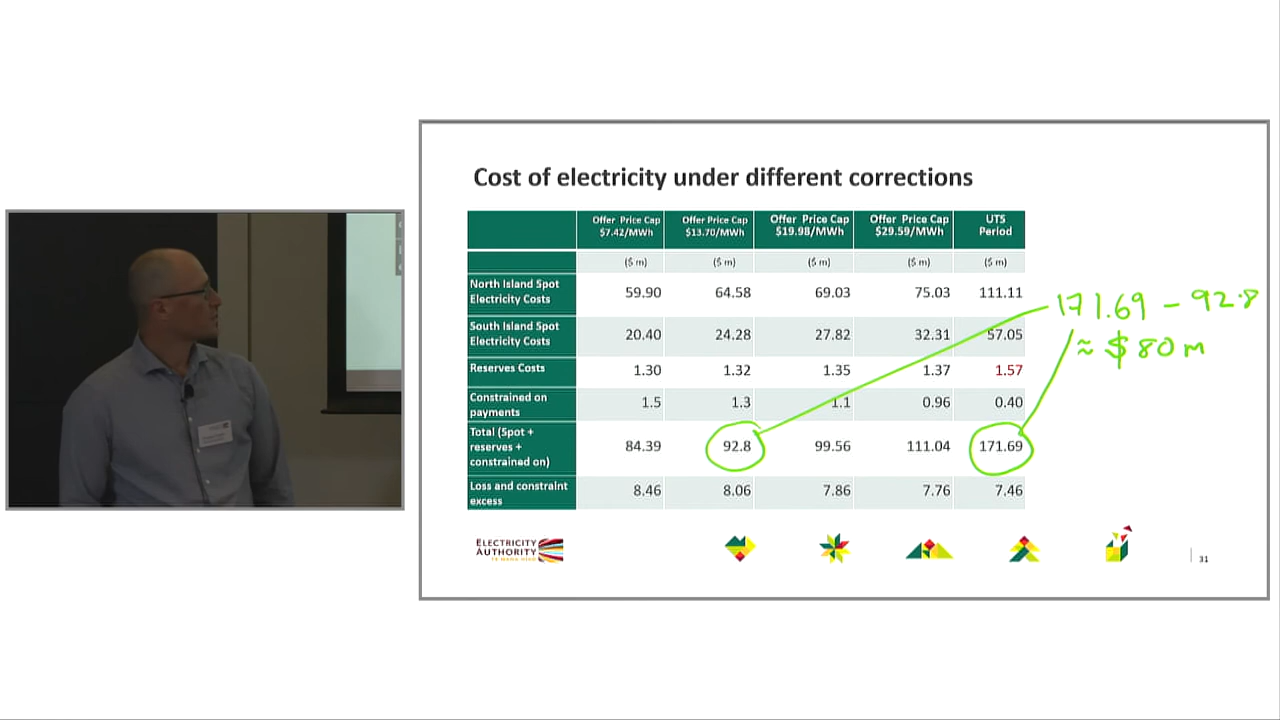 Cost of electricity under different corrections
Offer Price Cap $7.42/MWh Offer Price Cap $13.70/MWh Offer Price Cap $19.98/MWh Offer Price Cap $29.59/MWh UTS Period
($ m) ($ m) ($ m) ($ m) ($ m)
North Island Spot Electricity Costs 59.90 64.58 69.03 75.03 111.11
South Island Spot Electricity Costs 20.40 24.28 27.82 32.31 57.05
Reserves Costs 1.30 1.32 1.35 1.37 1.57
Constrained on payments 1.5 1.3 1.1 0.96 0.40
Total (Spot + reserves + constrained on) 84.39 92.8 99.56 111.04 171.69
Loss and constraint excess 8.46 8.06 7.86 7.76 7.46
171.69 - 92.8
≈ $80m
ELECTRICITY
AUTHORITY
31